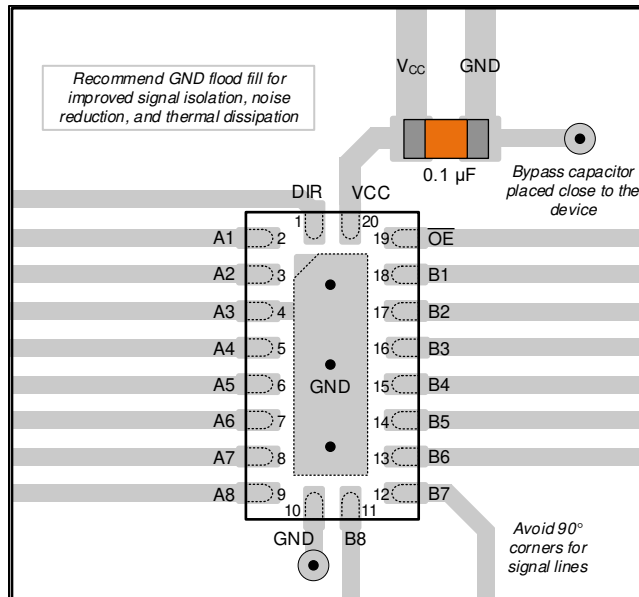 V_CC GND
Recommend GND flood fill for
improved signal isolation, noise
reduction, and thermal dissipation
0.1 µF
Bypass capacitor
placed close to the
device
DIR VCC
1 20
A1 2 19 O̅E̅
A2 3 18 B1
A3 4 17 B2
A4 5 16 B3
A5 6 GND 15 B4
A6 7 14 B5
A7 8 13 B6
A8 9 12 B7
10 11
GND B8
Avoid 90°
corners for
signal lines